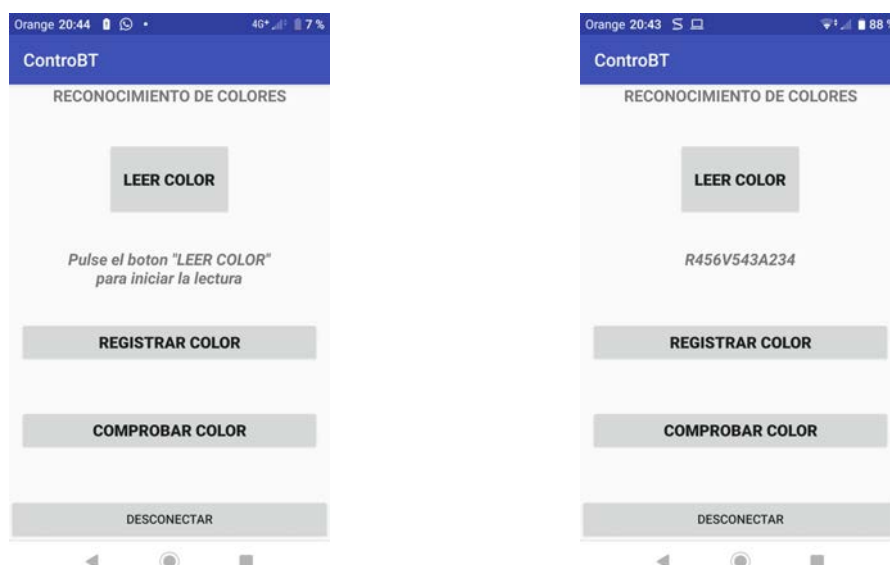 Orange 20:44
4G+ 7 %
ControBT
RECONOCIMIENTO DE COLORES
LEER COLOR
Pulse el boton "LEER COLOR"
para iniciar la lectura
REGISTRAR COLOR
COMPROBAR COLOR
DESCONECTAR
Orange 20:43
88 %
ControBT
RECONOCIMIENTO DE COLORES
LEER COLOR
R456V543A234
REGISTRAR COLOR
COMPROBAR COLOR
DESCONECTAR